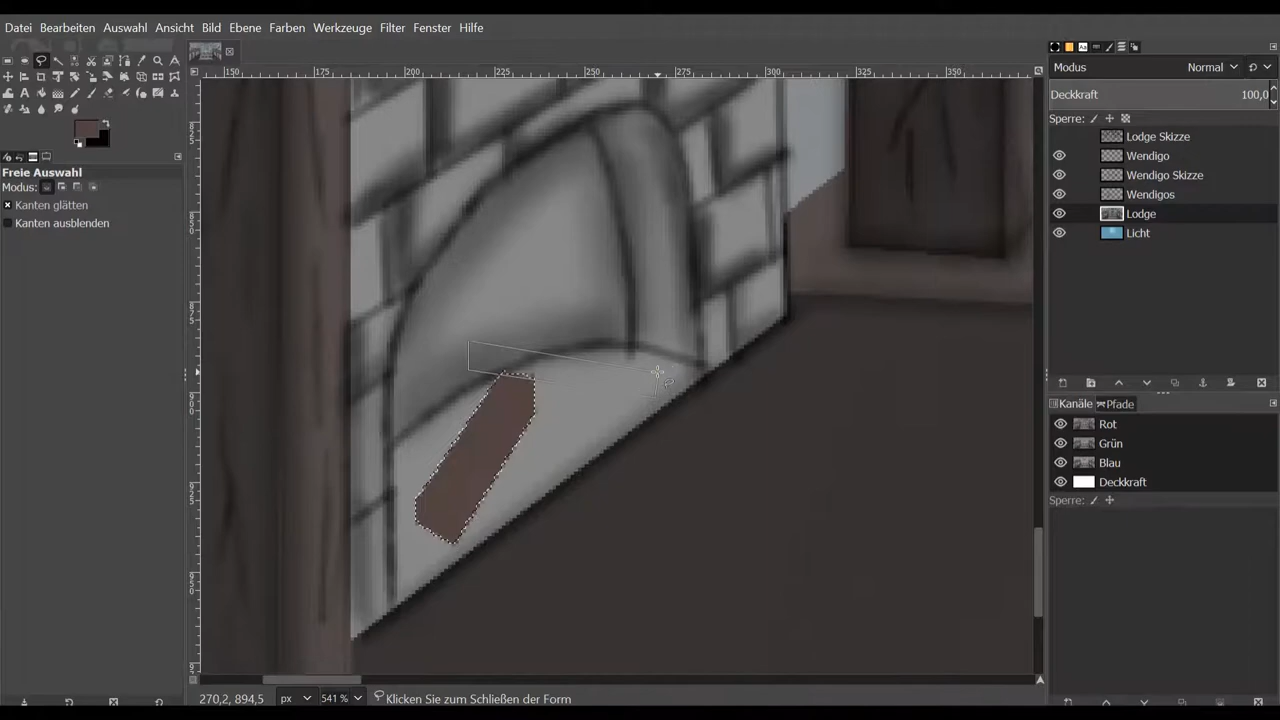 Datei Bearbeiten Auswahl Ansicht Bild Ebene Farben Werkzeuge Filter Fenster Hilfe
150 175 200 225 250 275 300 350
Freie Auswahl
Modus:
Kanten glätten
Kanten ausblenden
Modus Normal
Deckkraft 100,0
Sperre:
Lodge Skizze
Wendigo
Wendigo Skizze
Wendigos
Lodge
Licht
Kanäle Pfade
Rot
Grün
Blau
Deckkraft
Sperre:
270,2, 894,5 px 541 % Klicken Sie zum Schließen der Form